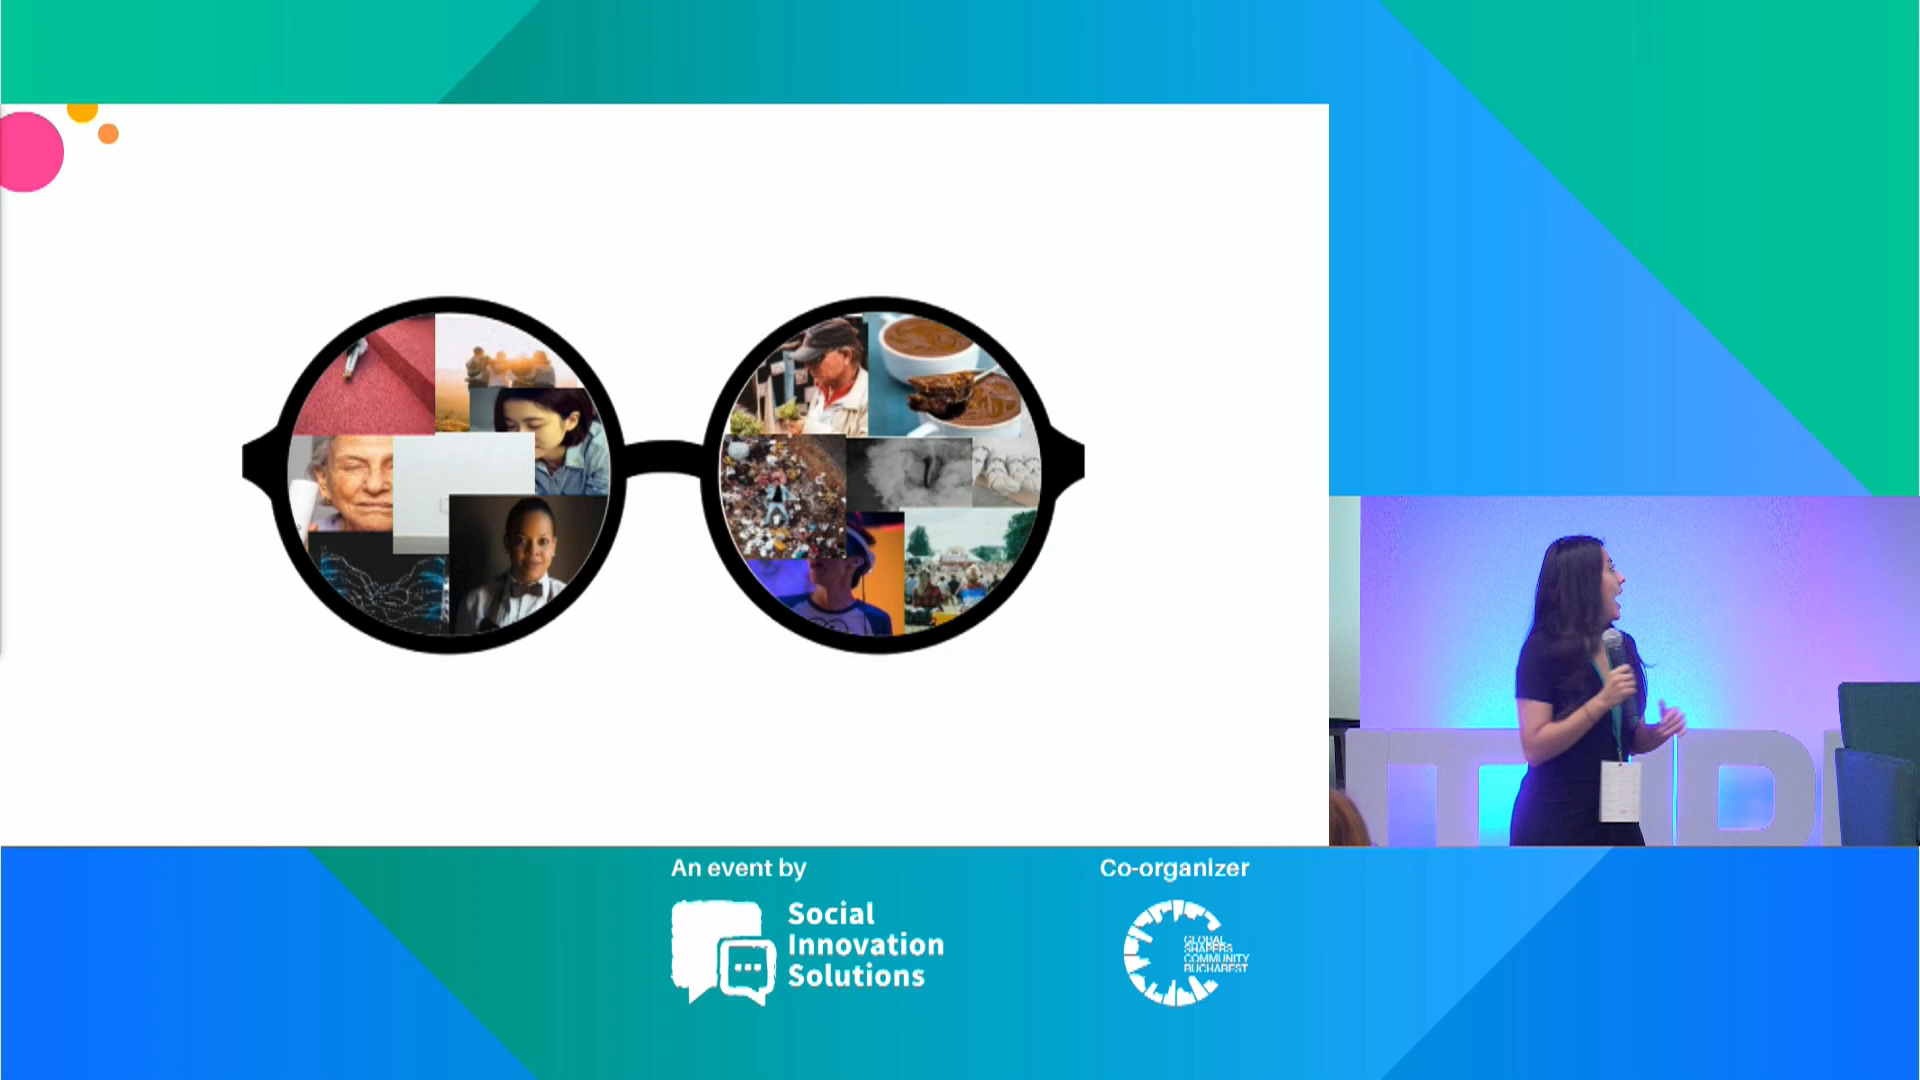 An event by
Social
Innovation
Solutions
Co-organizer
GLOBAL
SHAPERS
COMMUNITY
BUCHAREST